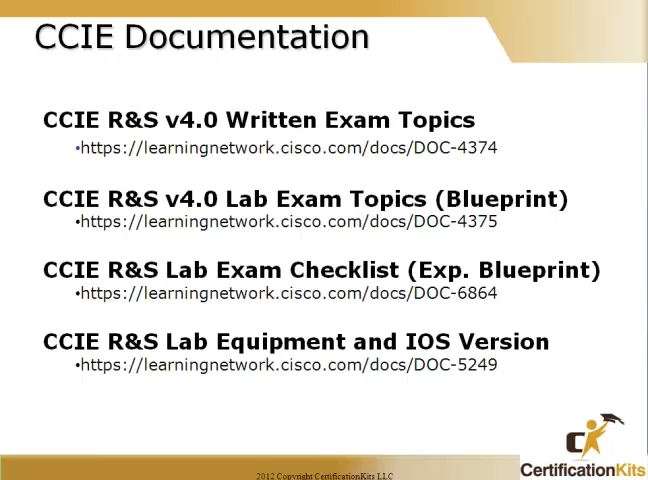 CCIE Documentation
CCIE R&S v4.0 Written Exam Topics
•https://learningnetwork.cisco.com/docs/DOC-4374
CCIE R&S v4.0 Lab Exam Topics (Blueprint)
•https://learningnetwork.cisco.com/docs/DOC-4375
CCIE R&S Lab Exam Checklist (Exp. Blueprint)
•https://learningnetwork.cisco.com/docs/DOC-6864
CCIE R&S Lab Equipment and IOS Version
•https://learningnetwork.cisco.com/docs/DOC-5249
CK
CertificationKits
2012 Copyright CertificationKits LLC